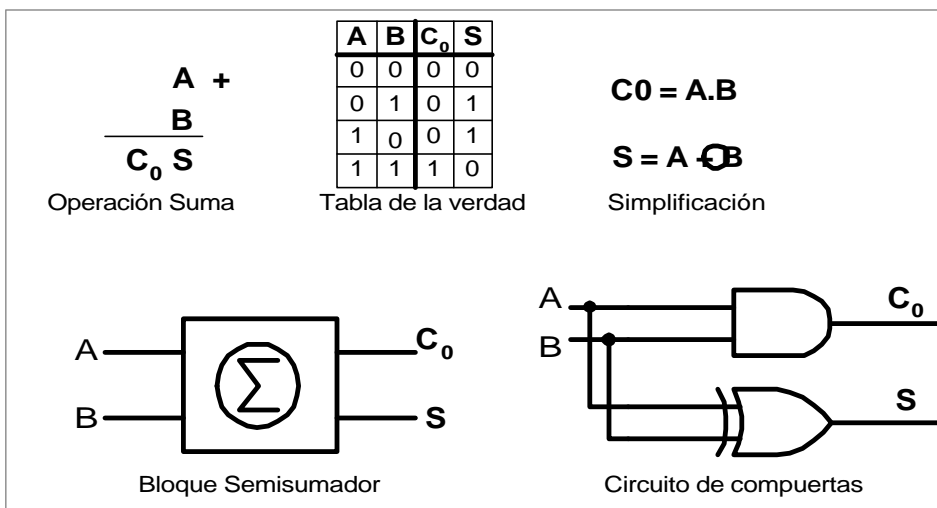 A +
B
C₀ S
Operación Suma
A B C₀ S
0 0 0 0
0 1 0 1
1 0 0 1
1 1 1 0
Tabla de la verdad
C0 = A.B
S = A ⊕ B
Simplificación
A
B
Σ
C₀
S
Bloque Semisumador
A
B
C₀
S
Circuito de compuertas